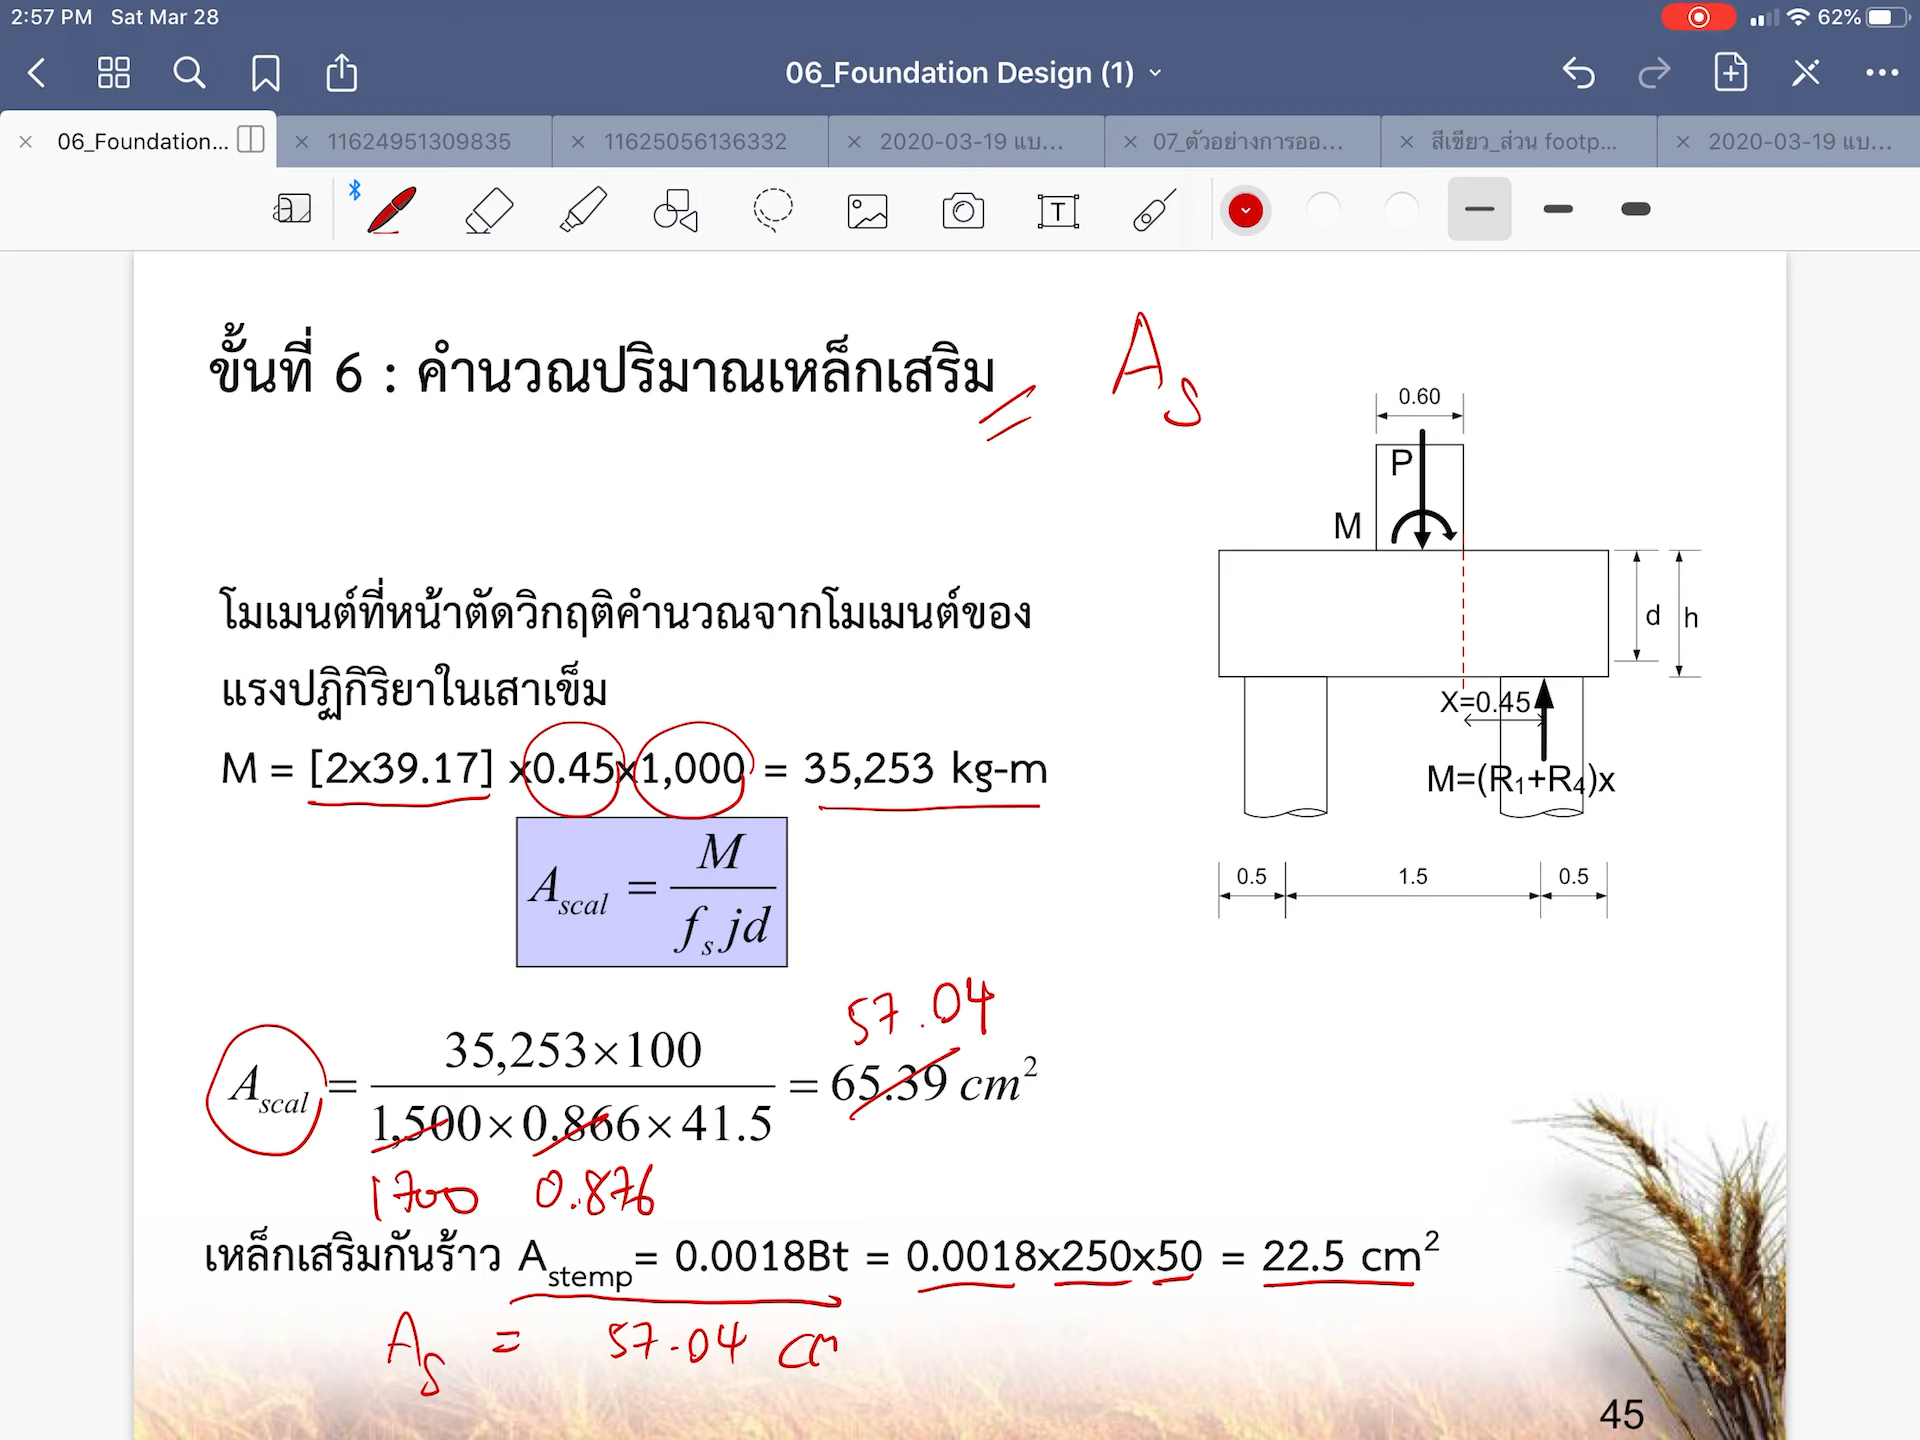 2:57 PM Sat Mar 28
62%
06_Foundation Design (1)
06_Foundation...
11624951309835
11625056136332
2020-03-19 แบ...
07_ตัวอย่างการออ...
สีเขียว_ส่วน footp...
2020-03-19 แบ...
ขั้นที่ 6 : คำนวณปริมาณเหล็กเสริม = As
0.60
P
M
d h
X=0.45
M=(R₁+R₄)x
0.5 1.5 0.5
โมเมนต์ที่หน้าตัดวิกฤติคำนวณจากโมเมนต์ของ
แรงปฏิกิริยาในเสาเข็ม
M = [2x39.17] x0.45x1,000 = 35,253 kg-m
A_scal = M / f_s jd
57.04
A_scal = 35,253×100 / 1,500×0.866×41.5 = 65.39 cm²
1700 0.876
เหล็กเสริมกันร้าว A_stemp= 0.0018Bt = 0.0018x250x50 = 22.5 cm²
As = 57.04 cm
45